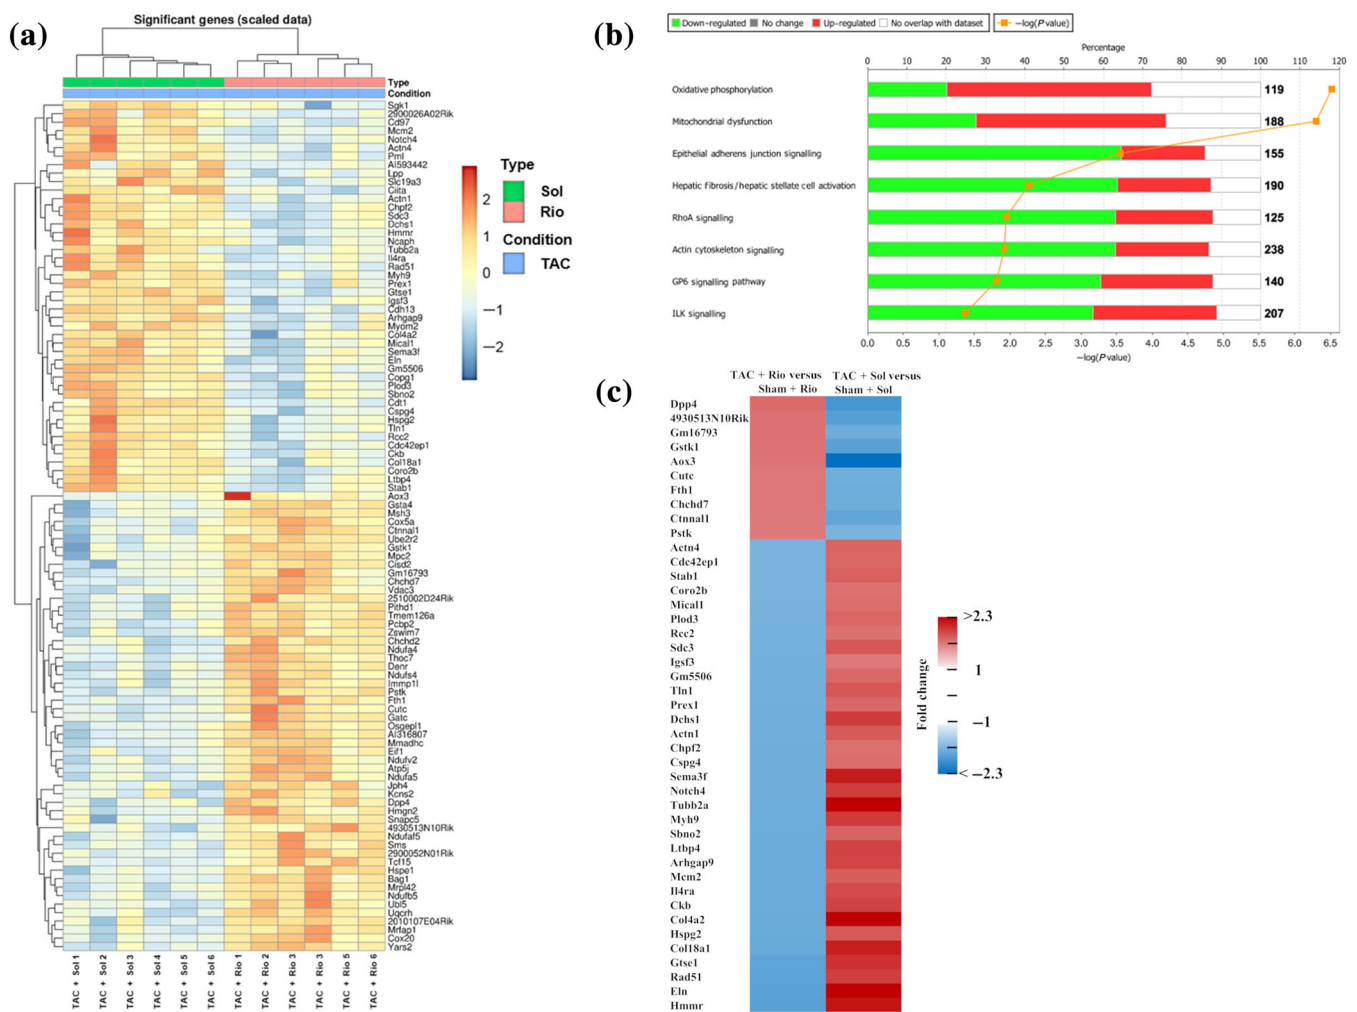 (a)
Significant genes (scaled data)
Type
Condition
Sgk1
2900026A02Rik
Cd97
Mcm2
Notch4
Actn4
Pml
AI593442
Lpp
Slc19a3
Ciita
Actn1
Chpf2
Sdc3
Dchs1
Hmmr
Ncaph
Tubb2a
Il4ra
Rad51
Myh9
Prex1
Gtse1
Igsf3
Cdh13
Arhgap9
Myom2
Col4a2
Mical1
Sema3f
Eln
Gm5506
Copg1
Plod3
Sbno2
Cdt1
Cspg4
Hspg2
Tln1
Rcc2
Cdc42ep1
Ckb
Col18a1
Coro2b
Ltbp4
Stab1
Aox3
Gsta4
Msh3
Cox5a
Ctnnal1
Ube2r2
Gstk1
Mpc2
Cisd2
Gm16793
Chchd7
Vdac3
2510002D24Rik
Pithd1
Tmem126a
Pcbp2
Zswim7
Chchd2
Ndufa4
Thoc7
Denr
Ndufs4
Immp1l
Pstk
Fth1
Cutc
Gatc
Osgepl1
AI316807
Mmadhc
Eif1
Ndufv2
Atp5j
Ndufa5
Jph4
Kcns2
Dpp4
Hmgn2
Snapc5
4930513N10Rik
Ndufaf5
Sms
2900052N01Rik
Tcf15
Hspe1
Bag1
Mrpl42
Ndufb5
Ubl5
Uqcrh
2010107E04Rik
Mrfap1
Cox20
Yars2
TAC + Sol 1
TAC + Sol 2
TAC + Sol 3
TAC + Sol 4
TAC + Sol 5
TAC + Sol 6
TAC + Rio 1
TAC + Rio 2
TAC + Rio 3
TAC + Rio 3
TAC + Rio 5
TAC + Rio 6
2
1
0
−1
−2
Type
Sol
Rio
Condition
TAC
(b)
Down-regulated No change Up-regulated No overlap with dataset −log(P value)
Percentage
0 10 20 30 40 50 60 70 80 90 100 110 120
Oxidative phosphorylation 119
Mitochondrial dysfunction 188
Epithelial adherens junction signalling 155
Hepatic fibrosis/hepatic stellate cell activation 190
RhoA signalling 125
Actin cytoskeleton signalling 238
GP6 signalling pathway 140
ILK signalling 207
0.0 0.5 1.0 1.5 2.0 2.5 3.0 3.5 4.0 4.5 5.0 5.5 6.0 6.5
−log(P value)
(c)
TAC + Rio versus Sham + Rio
TAC + Sol versus Sham + Sol
Dpp4
4930513N10Rik
Gm16793
Gstk1
Aox3
Cutc
Fth1
Chchd7
Ctnnal1
Pstk
Actn4
Cdc42ep1
Stab1
Coro2b
Mical1
Plod3
Rcc2
Sdc3
Igsf3
Gm5506
Tln1
Prex1
Dchs1
Actn1
Chpf2
Cspg4
Sema3f
Notch4
Tubb2a
Myh9
Sbno2
Ltbp4
Arhgap9
Mcm2
Il4ra
Ckb
Col4a2
Hspg2
Col18a1
Gtse1
Rad51
Eln
Hmmr
Fold change
>2.3
1
−1
< −2.3